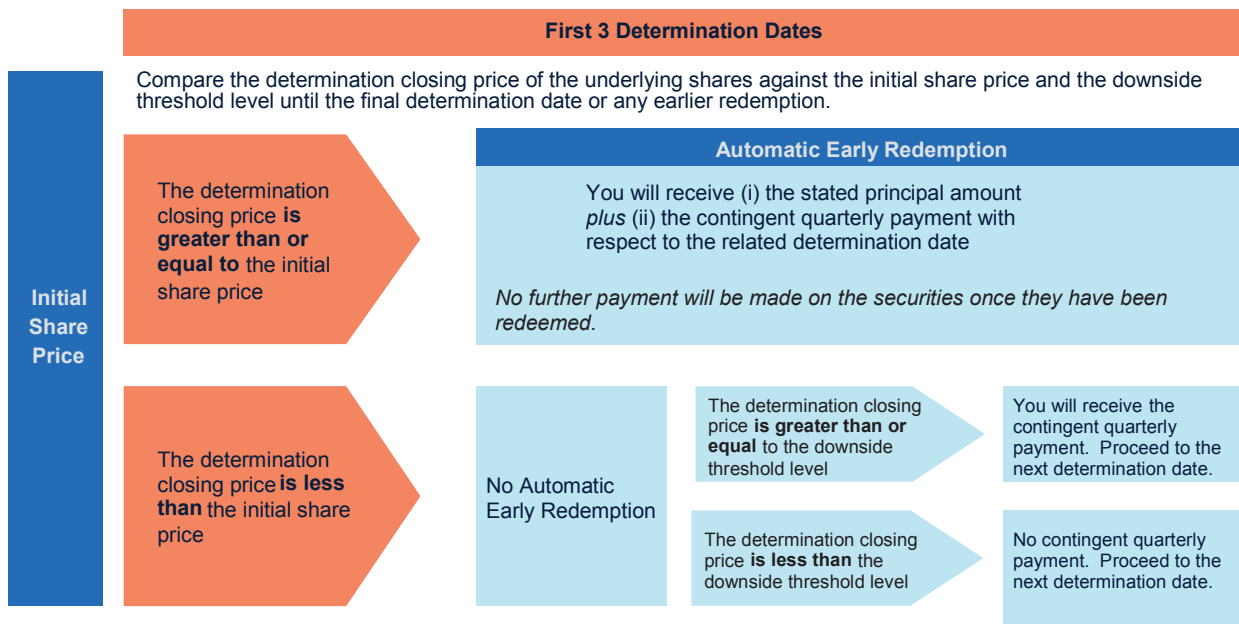 First 3 Determination Dates
Compare the determination closing price of the underlying shares against the initial share price and the downside
threshold level until the final determination date or any earlier redemption.
Initial
Share
Price
The determination
closing price is
greater than or
equal to the initial
share price
Automatic Early Redemption
You will receive (i) the stated principal amount
plus (ii) the contingent quarterly payment with
respect to the related determination date
No further payment will be made on the securities once they have been
redeemed.
The determination
closing price is less
than the initial share
price
No Automatic
Early Redemption
The determination closing
price is greater than or
equal to the downside
threshold level
You will receive the
contingent quarterly
payment. Proceed to the
next determination date.
The determination closing
price is less than the
downside threshold level
No contingent quarterly
payment. Proceed to the
next determination date.